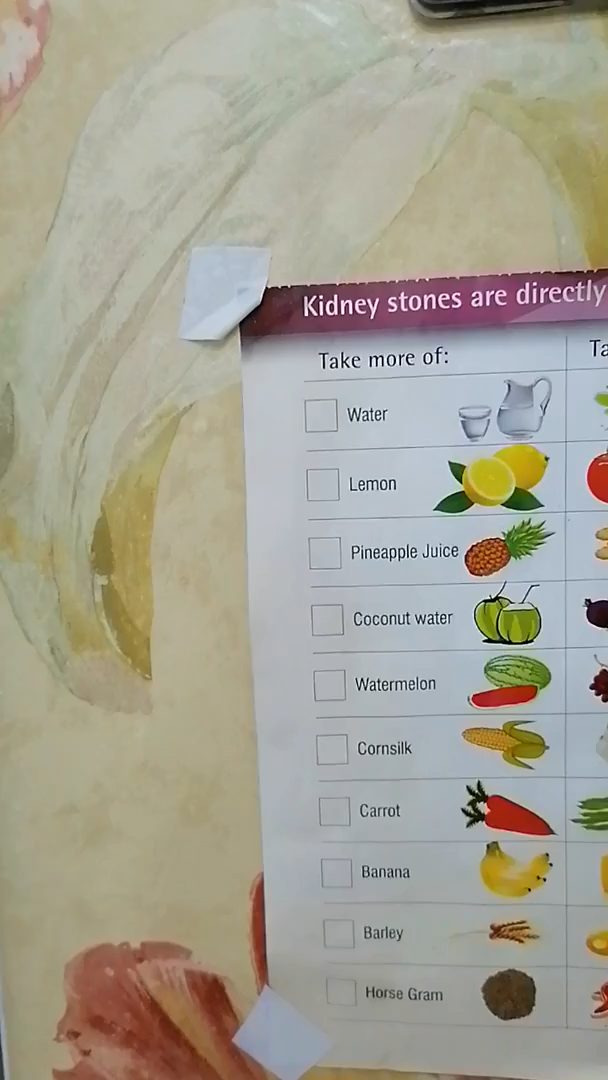 Kidney stones are directly
Take more of:
Water
Lemon
Pineapple Juice
Coconut water
Watermelon
Cornsilk
Carrot
Banana
Barley
Horse Gram